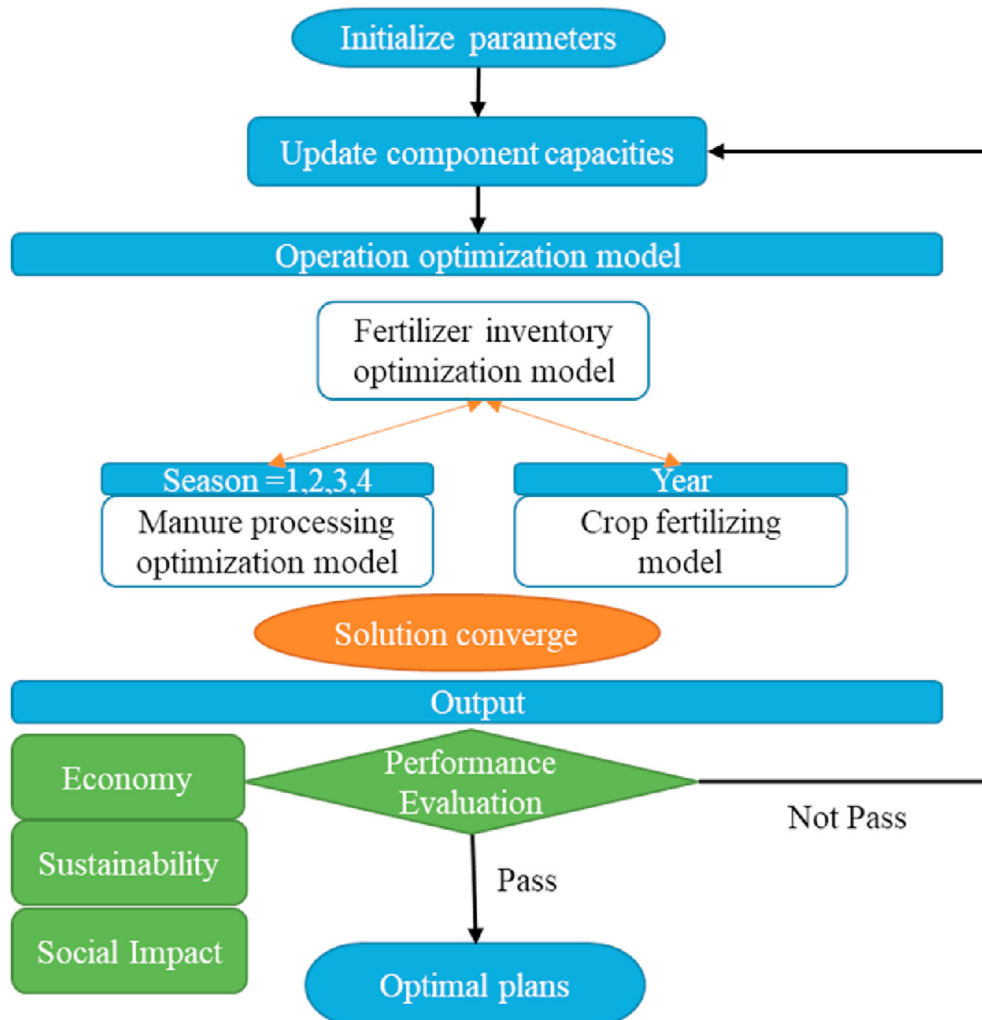 Initialize parameters
Update component capacities
Operation optimization model
Fertilizer inventory
optimization model
Season =1,2,3,4
Manure processing
optimization model
Year
Crop fertilizing
model
Solution converge
Output
Economy
Sustainability
Social Impact
Performance
Evaluation
Not Pass
Pass
Optimal plans